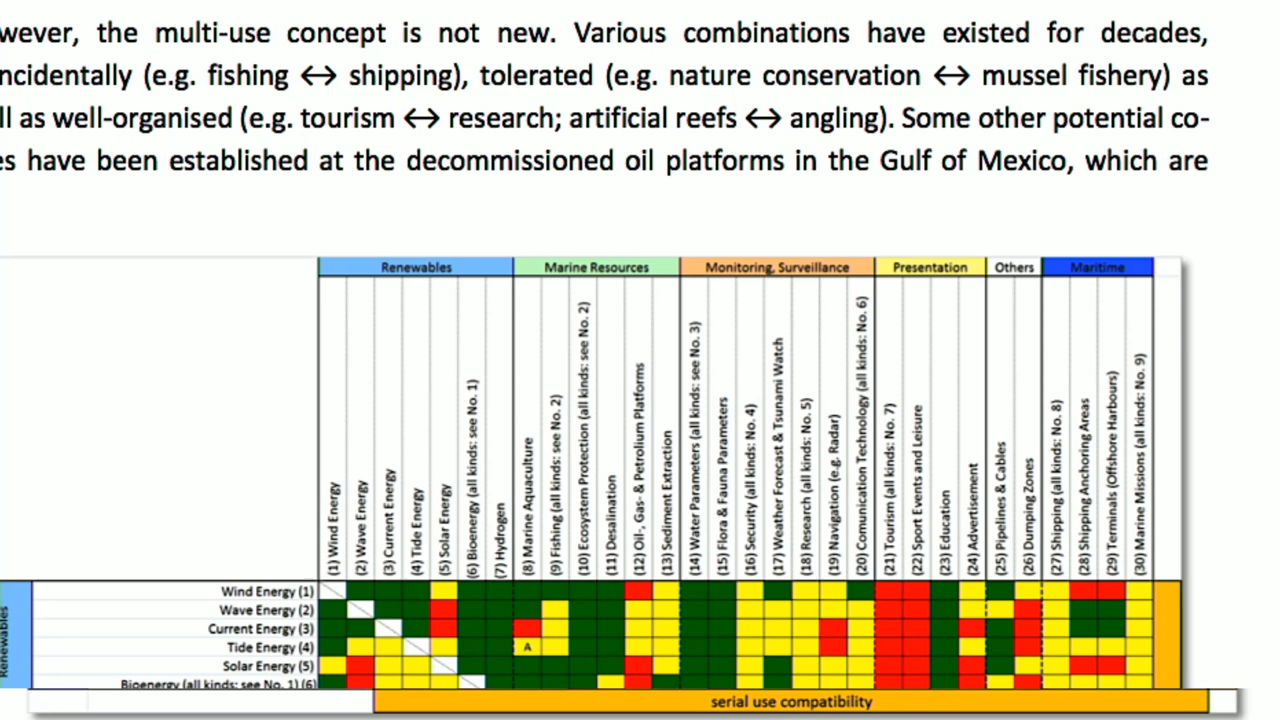 wever, the multi-use concept is not new. Various combinations have existed for decades,
ncidentally (e.g. fishing ↔ shipping), tolerated (e.g. nature conservation ↔ mussel fishery) as
ll as well-organised (e.g. tourism ↔ research; artificial reefs ↔ angling). Some other potential co-
es have been established at the decommissioned oil platforms in the Gulf of Mexico, which are
Renewables
Marine Resources
Monitoring, Surveillance
Presentation
Others
Maritime
(1) Wind Energy
(2) Wave Energy
(3) Current Energy
(4) Tide Energy
(5) Solar Energy
(6) Bioenergy (all kinds: see No. 1)
(7) Hydrogen
(8) Marine Aquaculture
(9) Fishing (all kinds: see No. 2)
(10) Ecosystem Protection (all kinds: see No. 2)
(11) Desalination
(12) Oil-, Gas- & Petrolium Platforms
(13) Sediment Extraction
(14) Water Parameters (all kinds: see No. 3)
(15) Flora & Fauna Parameters
(16) Security (all kinds: No. 4)
(17) Weather Forecast & Tsunami Watch
(18) Research (all kinds: No. 5)
(19) Navigation (e.g. Radar)
(20) Comunication Technology (all kinds: No. 6)
(21) Tourism (all kinds: No. 7)
(22) Sport Events and Leisure
(23) Education
(24) Advertisement
(25) Pipelines & Cables
(26) Dumping Zones
(27) Shipping (all kinds: No. 8)
(28) Shipping Anchoring Areas
(29) Terminals (Offshore Harbours)
(30) Marine Missions (all kinds: No. 9)
Renewables
Wind Energy (1)
Wave Energy (2)
Current Energy (3)
Tide Energy (4)
A
Solar Energy (5)
Bioenergy (all kinds: see No. 1) (6)
serial use compatibility